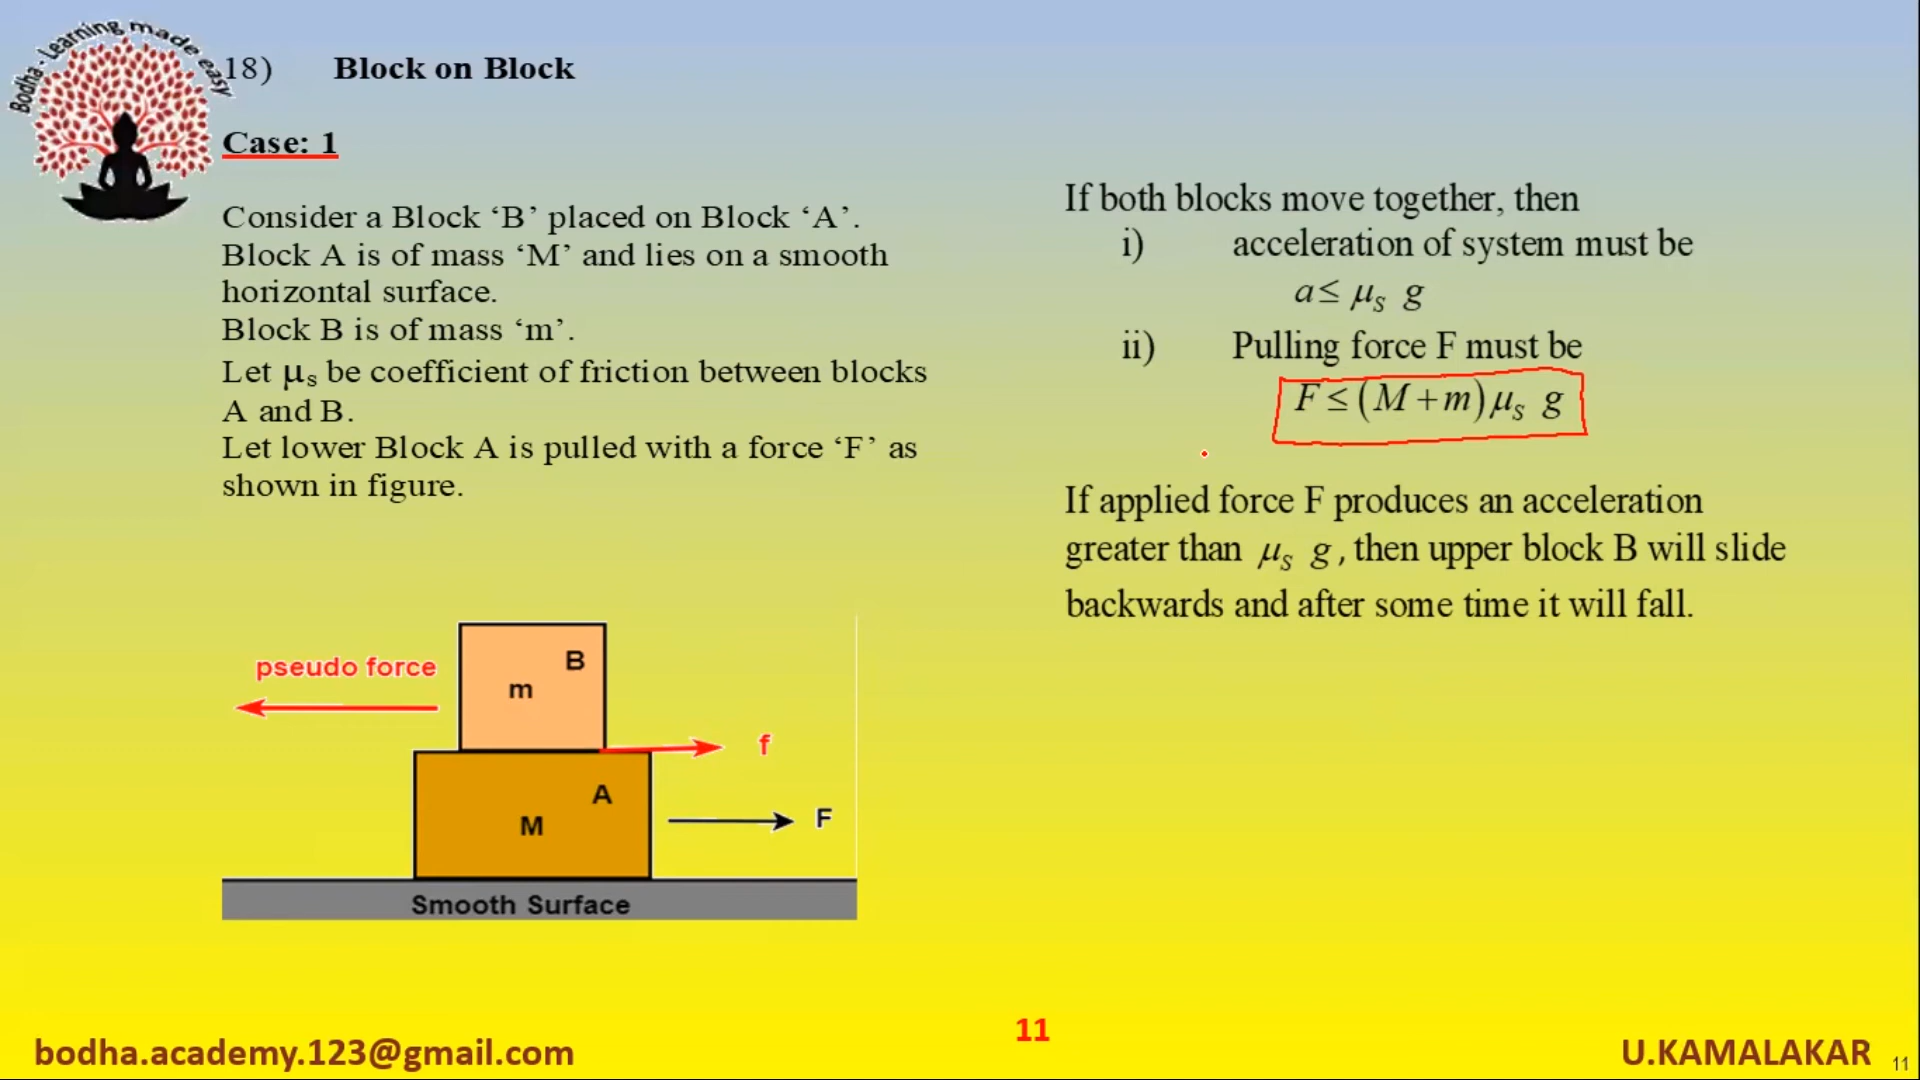 Bodha - Learning made easy
18) Block on Block
Case: 1
Consider a Block ‘B’ placed on Block ‘A’.
Block A is of mass ‘M’ and lies on a smooth
horizontal surface.
Block B is of mass ‘m’.
Let μs be coefficient of friction between blocks
A and B.
Let lower Block A is pulled with a force ‘F’ as
shown in figure.
pseudo force
B
m
f
A
M
F
Smooth Surface
If both blocks move together, then
i) acceleration of system must be
a≤ μS g
ii) Pulling force F must be
F≤(M+m)μS g
If applied force F produces an acceleration
greater than μS g, then upper block B will slide
backwards and after some time it will fall.
11
bodha.academy.123@gmail.com
U.KAMALAKAR 11